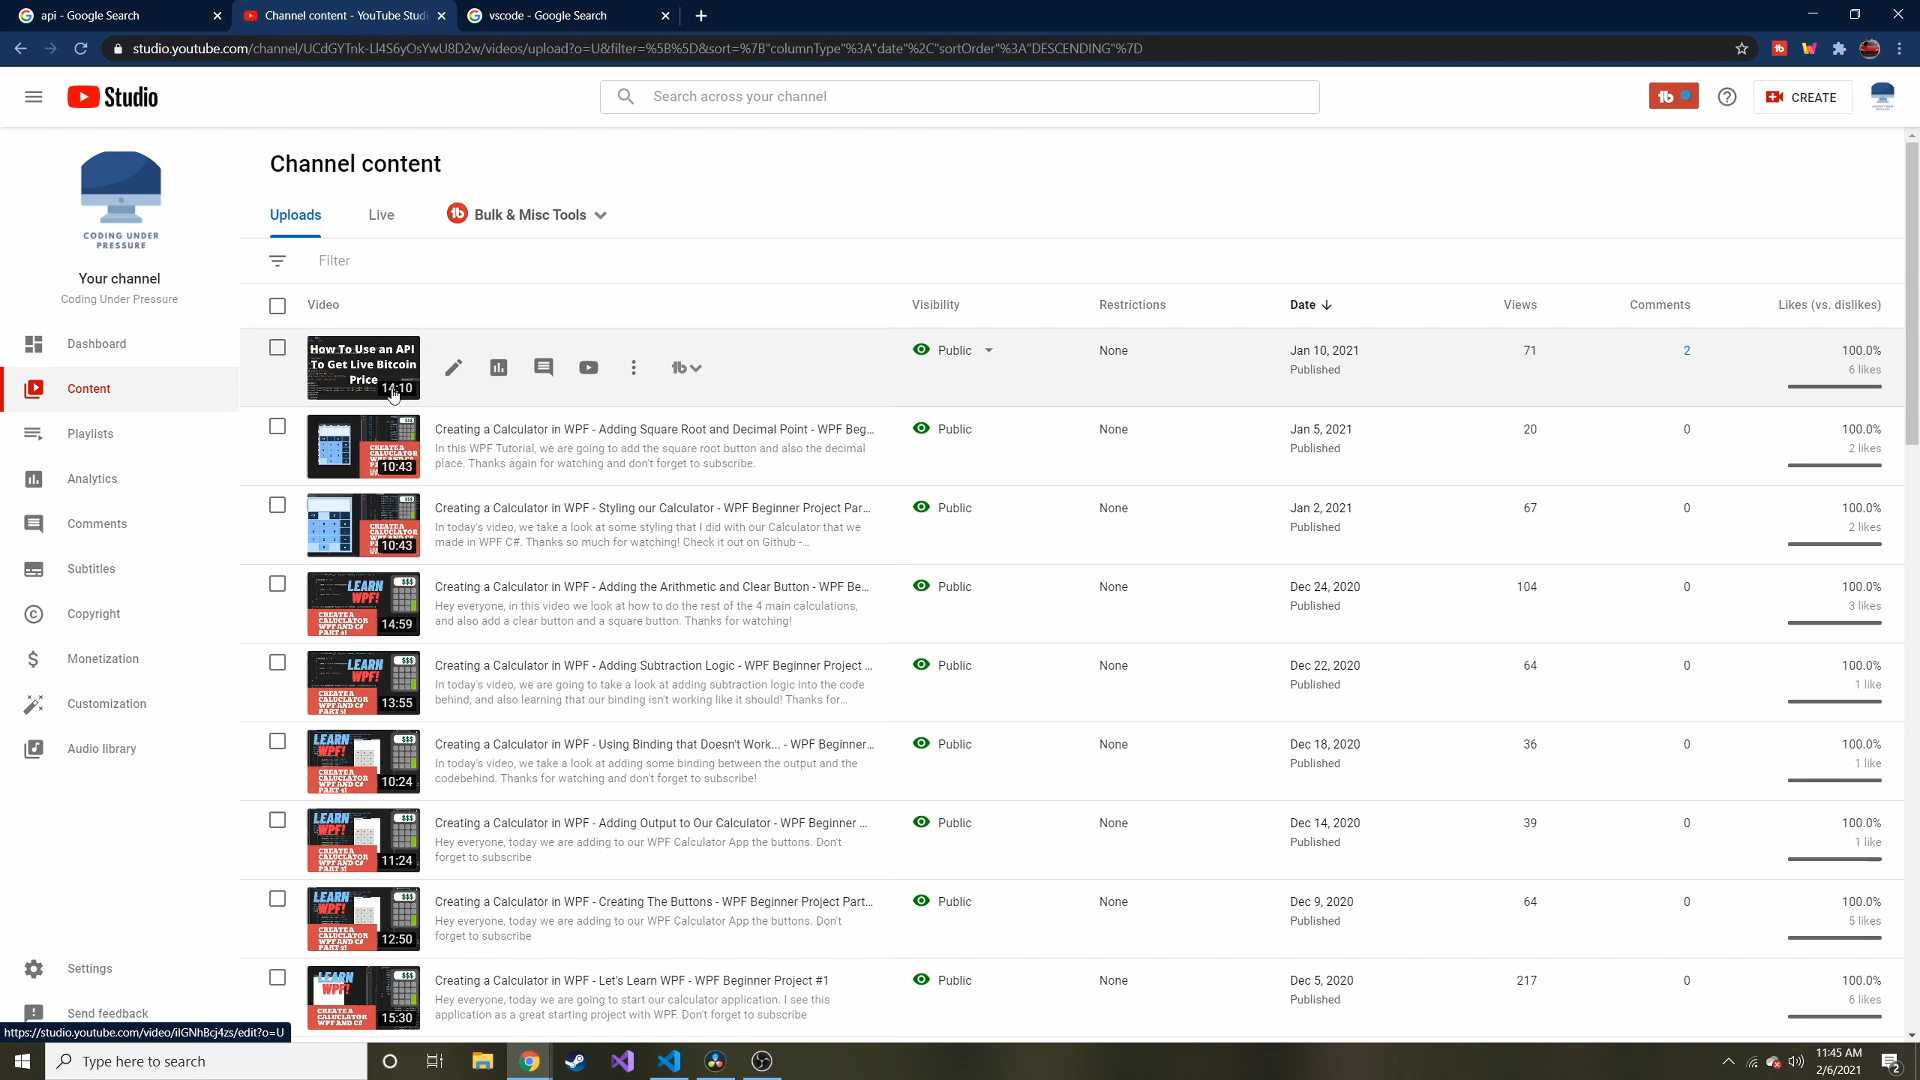 api - Google Search
Channel content - YouTube Studi
vscode - Google Search
studio.youtube.com/channel/UCdGYTnk-Ll4S6yOsYwU8D2w/videos/upload?o=U&filter=%5B%5D&sort=%7B"columnType"%3A"date"%2C"sortOrder"%3A"DESCENDING"%7D
Studio
Search across your channel
CREATE
CODING UNDER
PRESSURE
Your channel
Coding Under Pressure
Dashboard
Content
Playlists
Analytics
Comments
Subtitles
Copyright
Monetization
Customization
Audio library
Settings
Send feedback
Channel content
Uploads
Live
Bulk & Misc Tools
Filter
Video
Visibility
Restrictions
Date
Views
Comments
Likes (vs. dislikes)
How To Use an API
To Get Live Bitcoin
Price
14:10
Public
None
Jan 10, 2021
Published
71
2
100.0%
6 likes
10:43
Creating a Calculator in WPF - Adding Square Root and Decimal Point - WPF Beg...
In this WPF Tutorial, we are going to add the square root button and also the decimal
place. Thanks again for watching and don't forget to subscribe.
Public
None
Jan 5, 2021
Published
20
0
100.0%
2 likes
10:43
Creating a Calculator in WPF - Styling our Calculator - WPF Beginner Project Par...
In today's video, we take a look at some styling that I did with our Calculator that we
made in WPF C#. Thanks so much for watching! Check it out on Github -...
Public
None
Jan 2, 2021
Published
67
0
100.0%
2 likes
LEARN
WPF!
$$$
CREATE A
CALUCLATOR
WPF AND C#
14:59
Creating a Calculator in WPF - Adding the Arithmetic and Clear Button - WPF Be...
Hey everyone, in this video we look at how to do the rest of the 4 main calculations,
and also add a clear button and a square button. Thanks for watching!
Public
None
Dec 24, 2020
Published
104
0
100.0%
3 likes
LEARN
WPF!
$$$
CREATE A
CALUCLATOR
WPF AND C#
13:55
Creating a Calculator in WPF - Adding Subtraction Logic - WPF Beginner Project ...
In today's video, we are going to take a look at adding subtraction logic into the code
behind, and also learning that our binding isn't working like it should! Thanks for...
Public
None
Dec 22, 2020
Published
64
0
100.0%
1 like
LEARN
WPF!
$$$
CREATE A
CALUCLATOR
WPF AND C#
10:24
Creating a Calculator in WPF - Using Binding that Doesn't Work... - WPF Beginner...
In today's video, we take a look at adding some binding between the output and the
codebehind. Thanks for watching and don't forget to subscribe!
Public
None
Dec 18, 2020
Published
36
0
100.0%
1 like
LEARN
WPF!
$$$
CREATE A
CALUCLATOR
WPF AND C#
11:24
Creating a Calculator in WPF - Adding Output to Our Calculator - WPF Beginner ...
Hey everyone, today we are adding to our WPF Calculator App the buttons. Don't
forget to subscribe
Public
None
Dec 14, 2020
Published
39
0
100.0%
1 like
LEARN
WPF!
$$$
CREATE A
CALUCLATOR
WPF AND C#
12:50
Creating a Calculator in WPF - Creating The Buttons - WPF Beginner Project Part...
Hey everyone, today we are adding to our WPF Calculator App the buttons. Don't
forget to subscribe
Public
None
Dec 9, 2020
Published
64
0
100.0%
5 likes
LEARN
WPF!
$$$
CREATE A
CALUCLATOR
WPF AND C#
15:30
Creating a Calculator in WPF - Let's Learn WPF - WPF Beginner Project #1
Hey everyone, today we are going to start our calculator application. I see this
application as a great starting project with WPF. Don't forget to subscribe
Public
None
Dec 5, 2020
Published
217
0
100.0%
6 likes
https://studio.youtube.com/video/ilGNhBcj4zs/edit?o=U
Type here to search
11:45 AM
2/6/2021
2